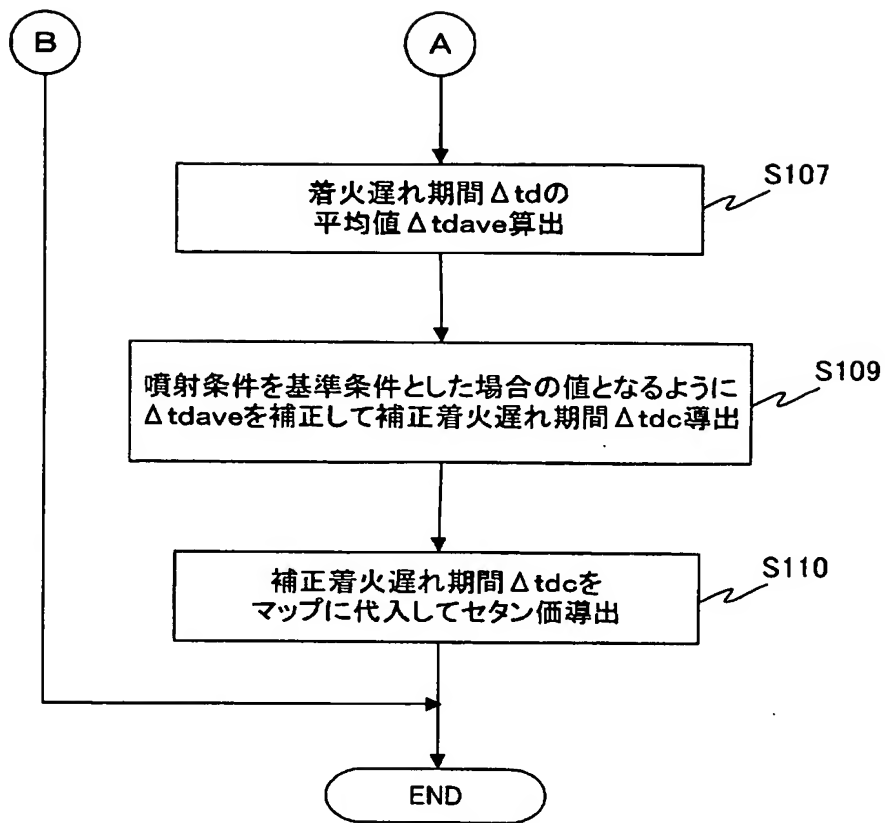 B
A
着火遅れ期間Δtdの
平均値Δtdave算出
S107
噴射条件を基準条件とした場合の値となるように
Δtdaveを補正して補正着火遅れ期間Δtdc導出
S109
補正着火遅れ期間Δtdcを
マップに代入してセタン価導出
S110
END